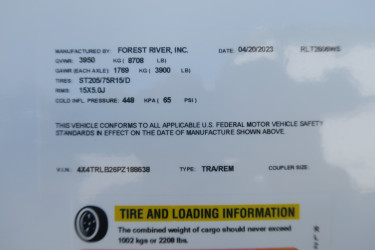 MANUFACTURED BY: FOREST RIVER, INC. DATE: 04/20/2023 RLT2506WS
GVWR: 3950 KG ( 8708 LB)
GAWR (EACH AXLE): 1769 KG ( 3900 LB)
TIRES: ST205/75R15/D
RIMS: 15X5.0J
COLD INFL. PRESSURE: 448 KPA ( 65 PSI )
THIS VEHICLE CONFORMS TO ALL APPLICABLE U.S. FEDERAL MOTOR VEHICLE SAFETY
STANDARDS IN EFFECT ON THE DATE OF MANUFACTURE SHOWN ABOVE.
V.I.N.: 4X4TRLB26PZ188638 TYPE: TRA/REM COUPLER SIZE:
TIRE AND LOADING INFORMATION
The combined weight of cargo should never exceed
1002 kgs or 2208 lbs.